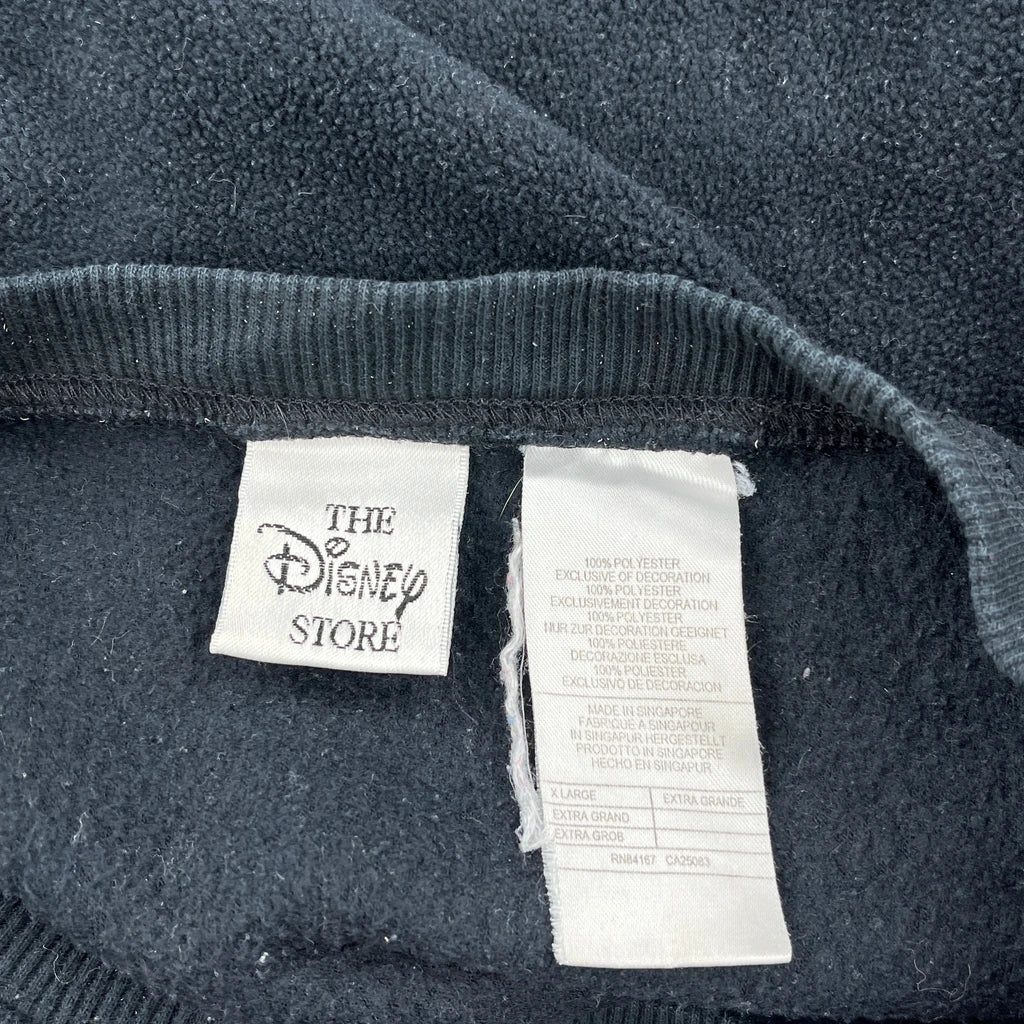 THE
DISNEY
STORE
100% POLYESTER
EXCLUSIVE OF DECORATION
100% POLYESTER
EXCLUSIVEMENT DECORATION
100% POLYESTER
NUR ZUR DECORATION GEEIGNET
100% POLIESTERE
DECORAZIONE ESCLUSA
100% POLIESTER
EXCLUSIVO DE DECORACION
MADE IN SINGAPORE
FABRIQUE A SINGAPOUR
IN SINGAPUR HERGESTELLT
PRODOTTO IN SINGAPORE
HECHO EN SINGAPUR
X LARGE EXTRA GRANDE
EXTRA GRAND
EXTRA GROB
RN84167 CA25083